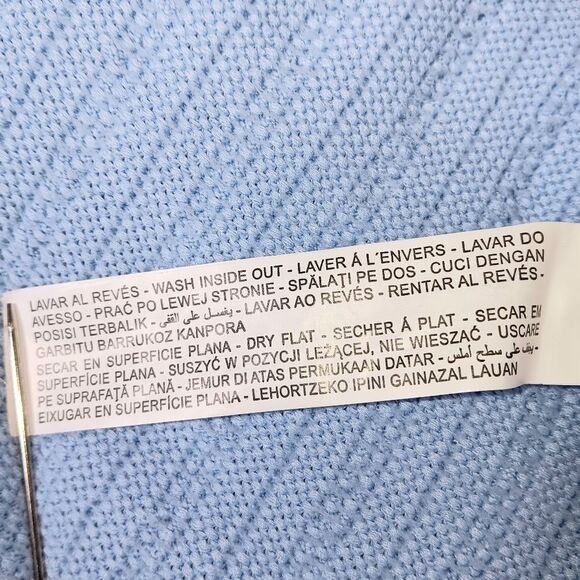 LAVAR AL REVÉS - WASH INSIDE OUT - LAVER Á L´ENVERS - LAVAR DO
AVESSO - PRAĆ PO LEWEJ STRONIE - SPĂLAȚI PE DOS - CUCI DENGAN
POSISI TERBALIK - يغسل على القفى - LAVAR AO REVÉS - RENTAR AL REVÉS -
GARBITU BARRUKOZ KANPORA
SECAR EN SUPERFICIE PLANA - DRY FLAT - SECHER Á PLAT - SECAR EM
SUPERFÍCIE PLANA - SUSZYĆ W POZYCJI LEŻĄCEJ, NIE WIESZAĆ - USCARE
PE SUPRAFAȚĂ PLANĂ - JEMUR DI ATAS PERMUKAAN DATAR - يجفف على سطح أملس -
EIXUGAR EN SUPERFÍCIE PLANA - LEHORTZEKO IPINI GAINAZAL LAUAN